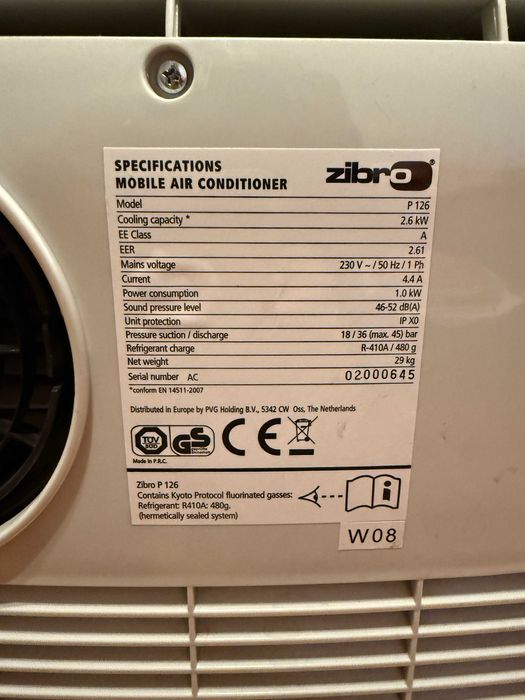 SPECIFICATIONS
MOBILE AIR CONDITIONER
zibro®
Model P 126
Cooling capacity * 2.6 kW
EE Class A
EER 2.61
Mains voltage 230 V ~ / 50 Hz / 1 Ph
Current 4.4 A
Power consumption 1.0 kW
Sound pressure level 46-52 dB(A)
Unit protection IP X0
Pressure suction / discharge 18 / 36 (max. 45) bar
Refrigerant charge R-410A / 480 g
Net weight 29 kg
Serial number AC 02000645
*conform EN 14511-2007
Distributed in Europe by PVG Holding B.V., 5342 CW Oss, The Netherlands
TÜV SÜD GS geprüfte Sicherheit CE
Made in P.R.C.
Zibro P 126
Contains Kyoto Protocol fluorinated gasses:
Refrigerant: R410A: 480g.
(hermetically sealed system)
W08